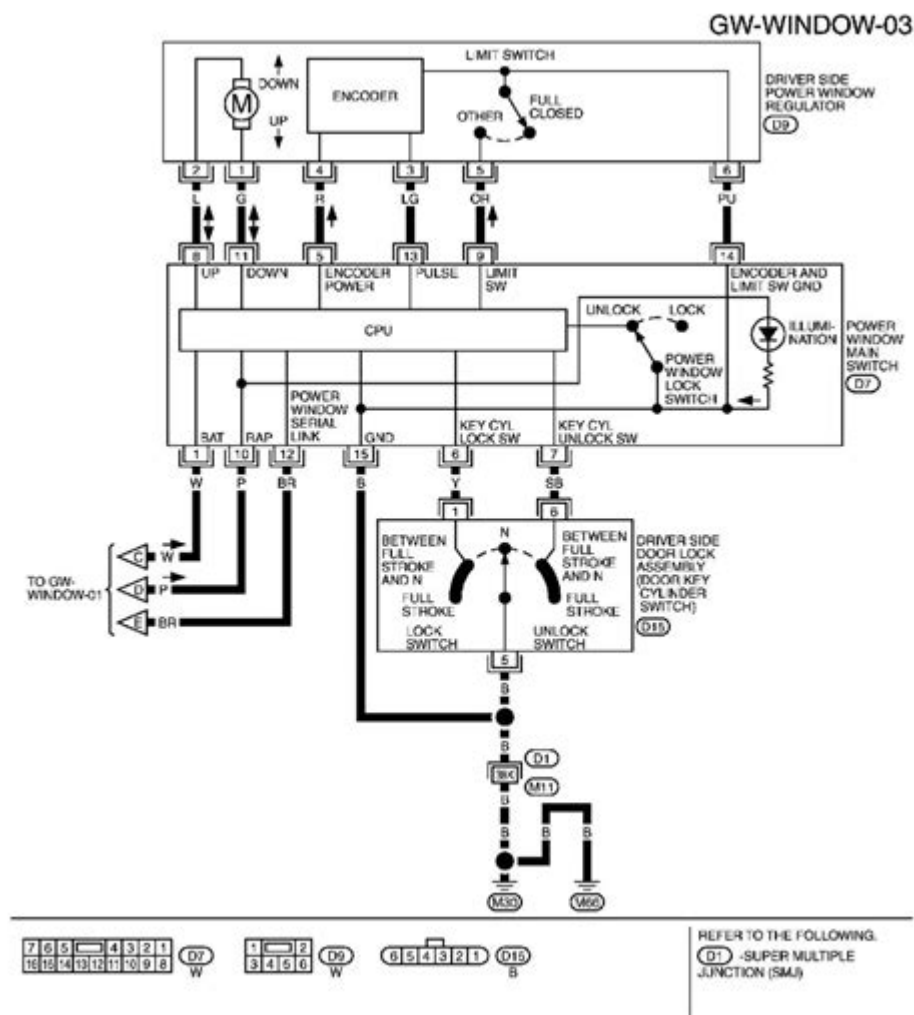 GW-WINDOW-03
LIMIT SWITCH
DOWN
M
UP
ENCODER
FULL
CLOSED
OTHER
DRIVER SIDE
POWER WINDOW
REGULATOR
D9
2 1 4 3 5 6
L G R LG OR PU
8 11 5 13 9 14
UP DOWN ENCODER POWER PULSE LIMIT SW ENCODER AND LIMIT SW GND
CPU
UNLOCK LOCK
ILLUMI-
NATION
POWER
WINDOW
MAIN
SWITCH
D7
POWER
WINDOW
LOCK
SWITCH
POWER
WINDOW
SERIAL
LINK
BAT RAP GND
KEY CYL
LOCK SW
KEY CYL
UNLOCK SW
1 10 12 15 6 7
W P BR B Y SB
1 6
BETWEEN
FULL
STROKE
AND N
FULL
STROKE
LOCK
SWITCH
N
BETWEEN
FULL
STROKE
AND N
FULL
STROKE
UNLOCK
SWITCH
DRIVER SIDE
DOOR LOCK
ASSEMBLY
(DOOR KEY
CYLINDER
SWITCH)
D15
TO GW-
WINDOW-01
C W
D P
E BR
5
B
B
D1
M11
B
B B B
M30 M66
7 6 5 4 3 2 1
16 15 14 13 12 11 10 9 8
D7
W
1 2
3 4 5 6
D9
W
6 5 4 3 2 1
D15
B
REFER TO THE FOLLOWING.
D1 -SUPER MULTIPLE
JUNCTION (SMJ)